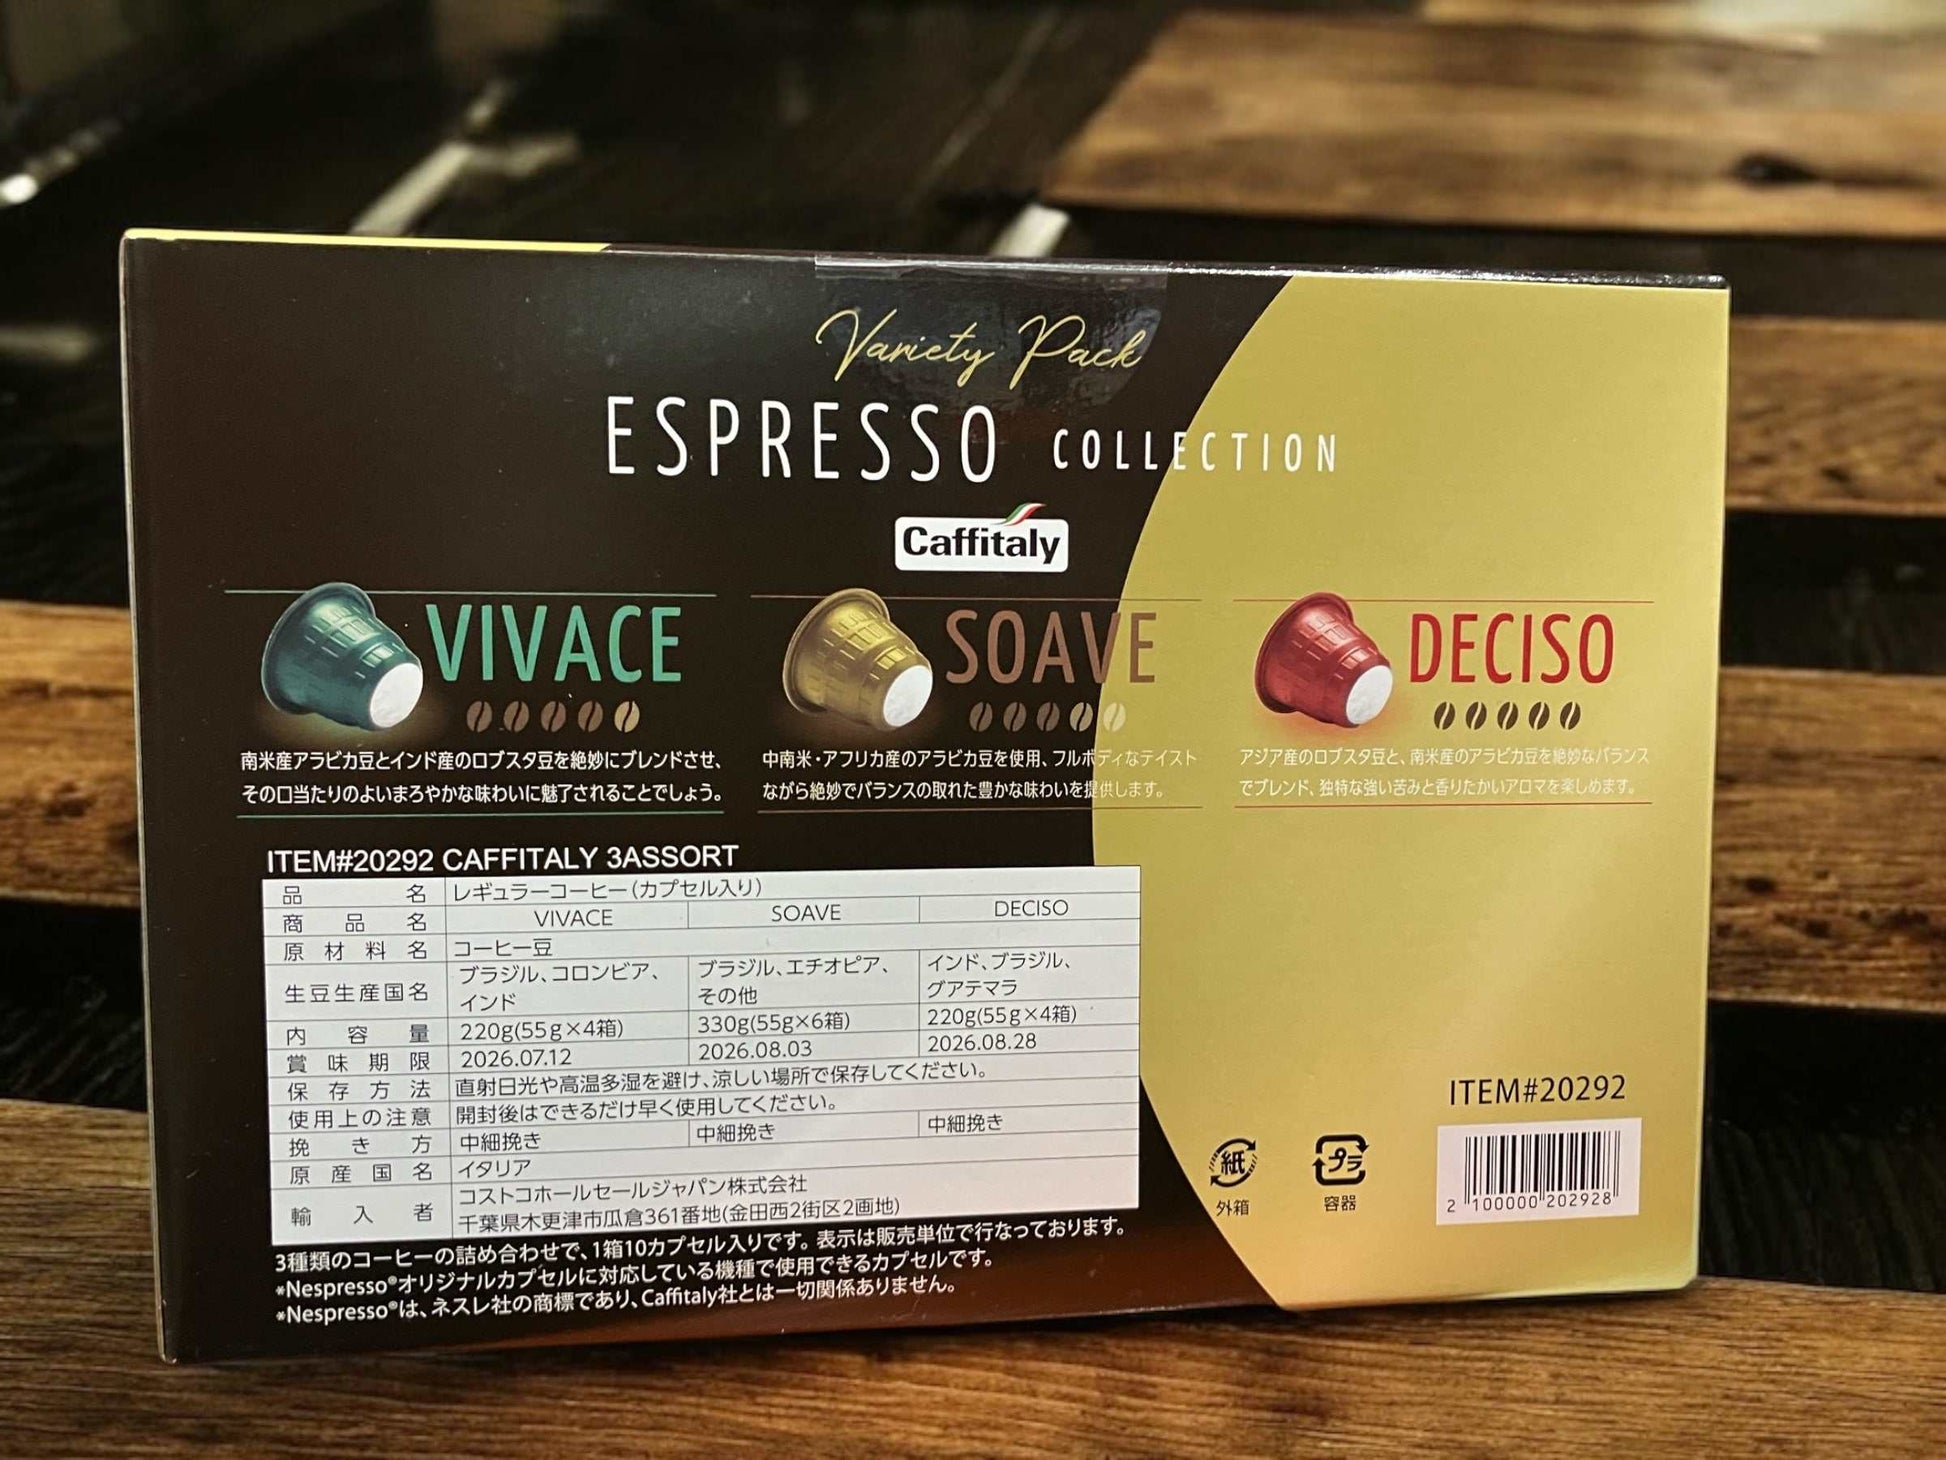 Variety Pack
ESPRESSO COLLECTION
Caffitaly
VIVACE
南米産アラビカ豆とインド産のロブスタ豆を絶妙にブレンドさせ、
その口当たりのよいまろやかな味わいに魅了されることでしょう。
SOAVE
中南米・アフリカ産のアラビカ豆を使用、フルボディなテイスト
ながら絶妙でバランスの取れた豊かな味わいを提供します。
DECISO
アジア産のロブスタ豆と、南米産のアラビカ豆を絶妙なバランス
でブレンド、独特な強い苦みと香りたかいアロマを楽しめます。
ITEM#20292 CAFFITALY 3ASSORT
品名 レギュラーコーヒー(カプセル入り)
商品名 VIVACE SOAVE DECISO
原材料名 コーヒー豆
生豆生産国名 ブラジル、コロンビア、インド ブラジル、エチオピア、その他 インド、ブラジル、グアテマラ
内容量 220g(55g×4箱) 330g(55g×6箱) 220g(55g×4箱)
賞味期限 2026.07.12 2026.08.03 2026.08.28
保存方法 直射日光や高温多湿を避け、涼しい場所で保存してください。
使用上の注意 開封後はできるだけ早く使用してください。
挽き方 中細挽き 中細挽き 中細挽き
原産国名 イタリア
輸入者 コストコホールセールジャパン株式会社
千葉県木更津市瓜倉361番地(金田西2街区2画地)
3種類のコーヒーの詰め合わせで、1箱10カプセル入りです。表示は販売単位で行なっております。
*Nespresso®オリジナルカプセルに対応している機種で使用できるカプセルです。
*Nespresso®は、ネスレ社の商標であり、Caffitaly社とは一切関係ありません。
紙
外箱
プラ
容器
ITEM#20292
2 100000 202928